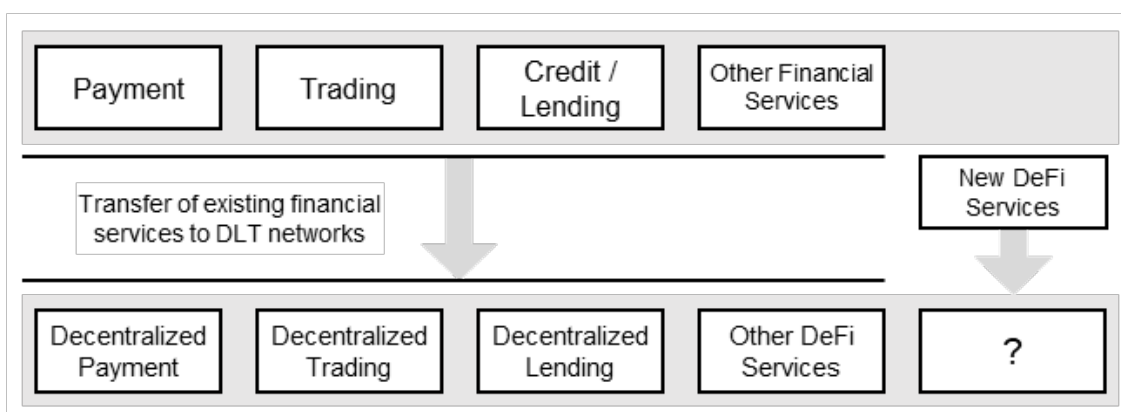 Payment
Trading
Credit /
Lending
Other Financial
Services
Transfer of existing financial
services to DLT networks
New DeFi
Services
Decentralized
Payment
Decentralized
Trading
Decentralized
Lending
Other DeFi
Services
?